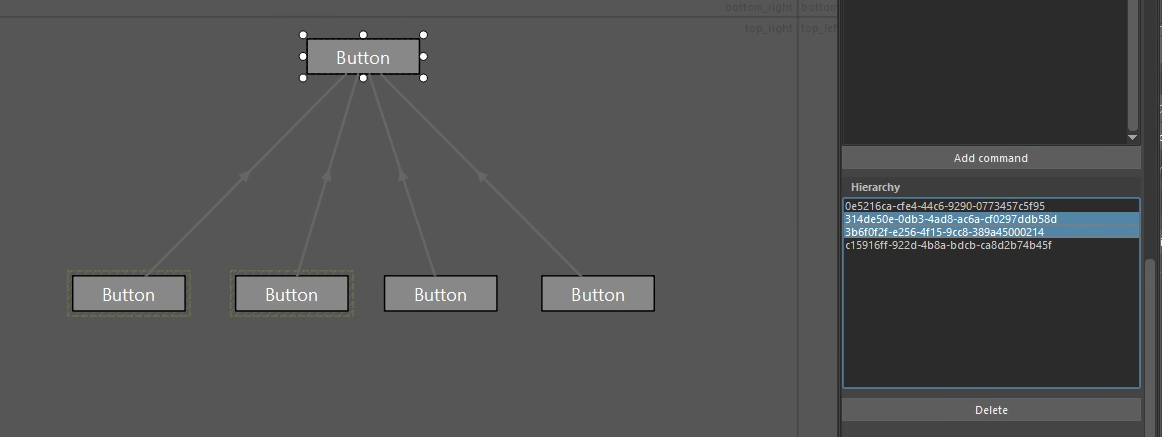 bottom_right bottom
top_right top_lef
Button
Add command
Hierarchy
0e5216ca-cfe4-44c6-9290-0773457c5f95
314de50e-0db3-4ad8-ac6a-cf0297ddb58d
3b6f0f2f-e256-4f15-9cc8-389a45000214
c15916ff-922d-4b8a-bdcb-ca8d2b74b45f
Button Button Button Button
Delete